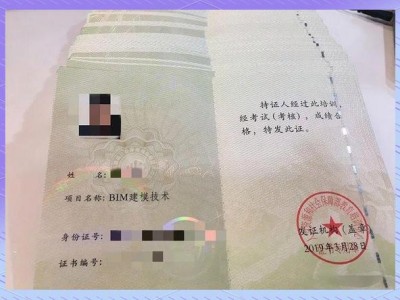 姓 名:
项目名称: BIM建模技术
身份证号:
证书编号:
持证人经过此培训,
经考试(考核),成绩合
格,特发此证。
发证机构(盖章)
2019年3月28日